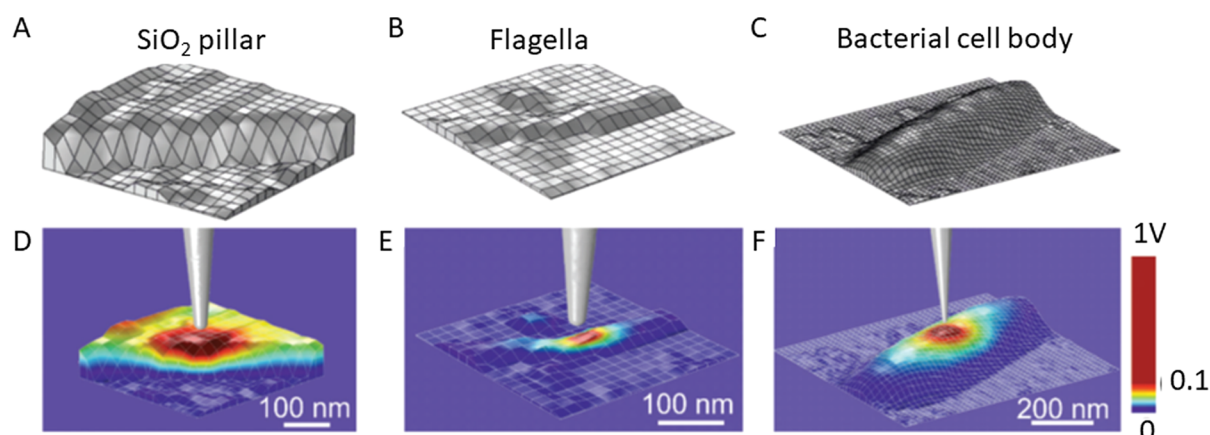 A SiO₂ pillar
B Flagella
C Bacterial cell body
D
E
F
1V
0.1
0
100 nm
100 nm
200 nm